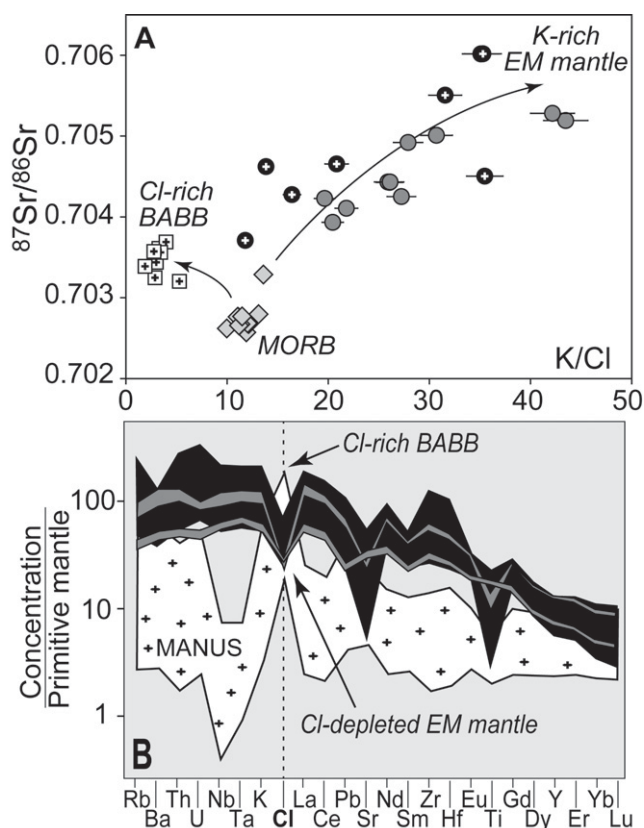 A
K-rich
EM mantle
0.706
0.705
0.704
0.703
0.702
87Sr/86Sr
Cl-rich
BABB
MORB
K/Cl
0 10 20 30 40 50
Cl-rich BABB
100
10
1
Concentration
Primitive mantle
MANUS
Cl-depleted EM mantle
B
Rb Th Nb K La Pb Nd Zr Eu Gd Y Yb
Ba U Ta Cl Ce Sr Sm Hf Ti Dy Er Lu